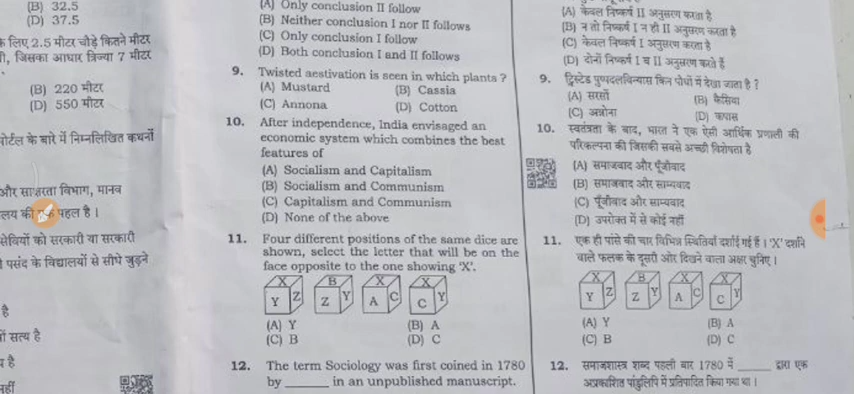 (B) 32.5
(D) 37.5
के लिए 2.5 मीटर चौड़े कितने मीटर
जिसका आधार त्रिज्या 7 मीटर
(B) 220 मीटर
(D) 550 मीटर
पोर्टल के बारे में निम्नलिखित कथनों
और साक्षरता विभाग, मानव
पहल है।
सेवियों को सरकारी या सरकारी
पसंद के विद्यालयों से सीधे जुड़ने
है
सत्य है
है
नहीं
(A) Only conclusion II follow
(B) Neither conclusion I nor II follows
(C) Only conclusion I follow
(D) Both conclusion I and II follows
9. Twisted aestivation is seen in which plants ?
(A) Mustard (B) Cassia
(C) Annona (D) Cotton
10. After independence, India envisaged an
economic system which combines the best
features of
(A) Socialism and Capitalism
(B) Socialism and Communism
(C) Capitalism and Communism
(D) None of the above
11. Four different positions of the same dice are
shown, select the letter that will be on the
face opposite to the one showing 'X'.
X Y Z B Z Y X A C X C Y
(A) Y (B) A
(C) B (D) C
12. The term Sociology was first coined in 1780
by ______ in an unpublished manuscript.
(A) केवल निष्कर्ष II अनुसरण करता है
(B) न तो निष्कर्ष I न ही II अनुसरण करता है
(C) केवल निष्कर्ष I अनुसरण करता है
(D) दोनों निष्कर्ष I व II अनुसरण करते हैं
9. ट्विस्टेड पुष्पदलविन्यास किन पौधों में देखा जाता है ?
(A) सरसों (B) कैसिया
(C) अन्नोना (D) कपास
10. स्वतंत्रता के बाद, भारत ने एक ऐसी आर्थिक प्रणाली की
परिकल्पना की जिसकी सबसे अच्छी विशेषता है
(A) समाजवाद और पूँजीवाद
(B) समाजवाद और साम्यवाद
(C) पूँजीवाद और साम्यवाद
(D) उपरोक्त में से कोई नहीं
11. एक ही पांसे की चार विभिन्न स्थितियां दर्शाई गई हैं। 'X' दर्शाने
वाले फलक के दूसरी ओर दिखने वाला अक्षर चुनिए।
X Y Z B Z Y X A C X C Y
(A) Y (B) A
(C) B (D) C
12. समाजशास्त्र शब्द पहली बार 1780 में ______ द्वारा एक
अप्रकाशित पांडुलिपि में प्रतिपादित किया गया था।